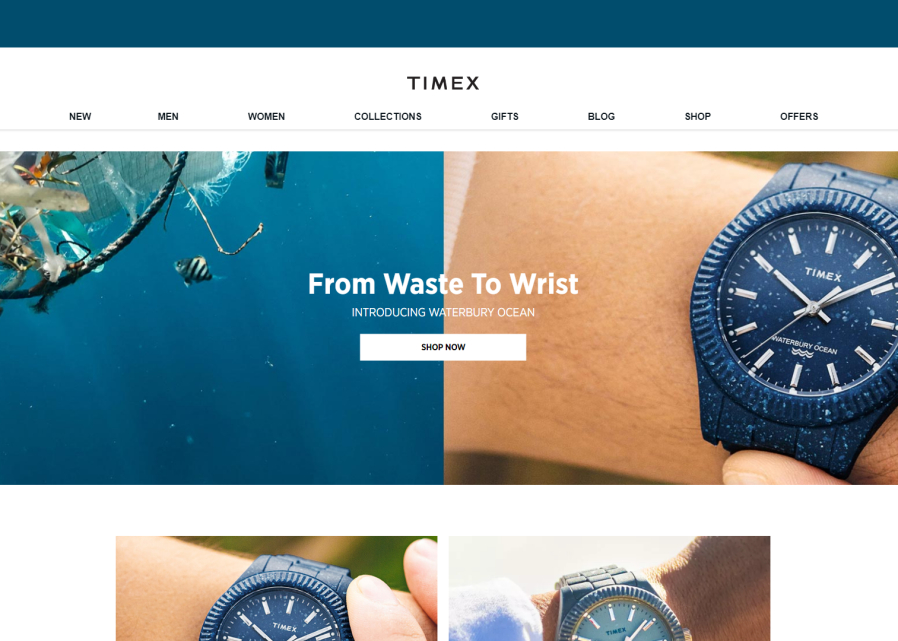 TIMEX
NEW MEN WOMEN COLLECTIONS GIFTS BLOG SHOP OFFERS
From Waste To Wrist
INTRODUCING WATERBURY OCEAN
SHOP NOW
TIMEX
WATERBURY OCEAN
TIMEX
TIMEX